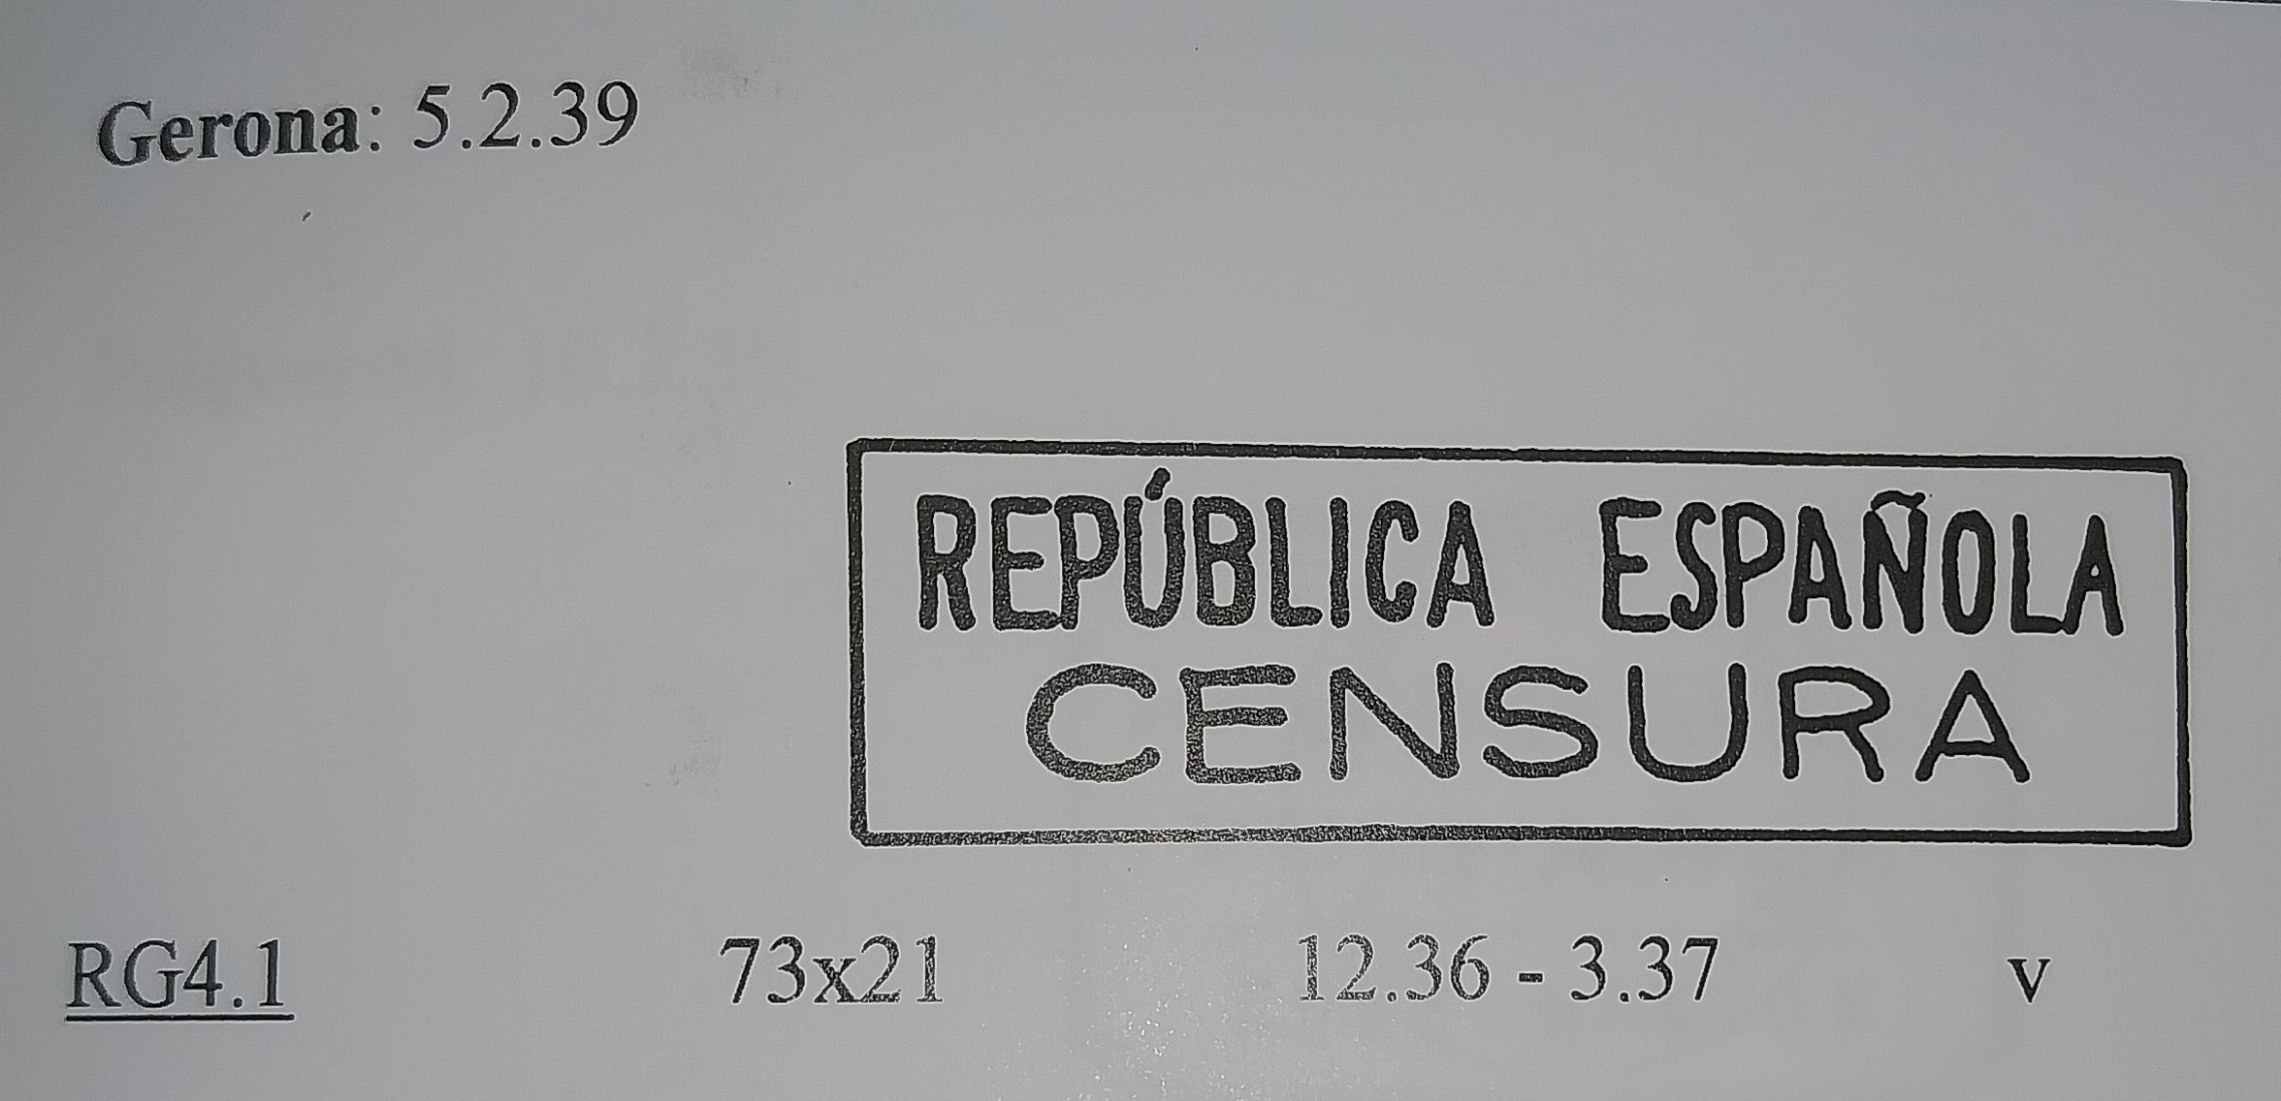 Gerona: 5.2.39
REPÚBLICA ESPAÑOLA
CENSURA
RG4.1 73x21 12.36 - 3.37 v